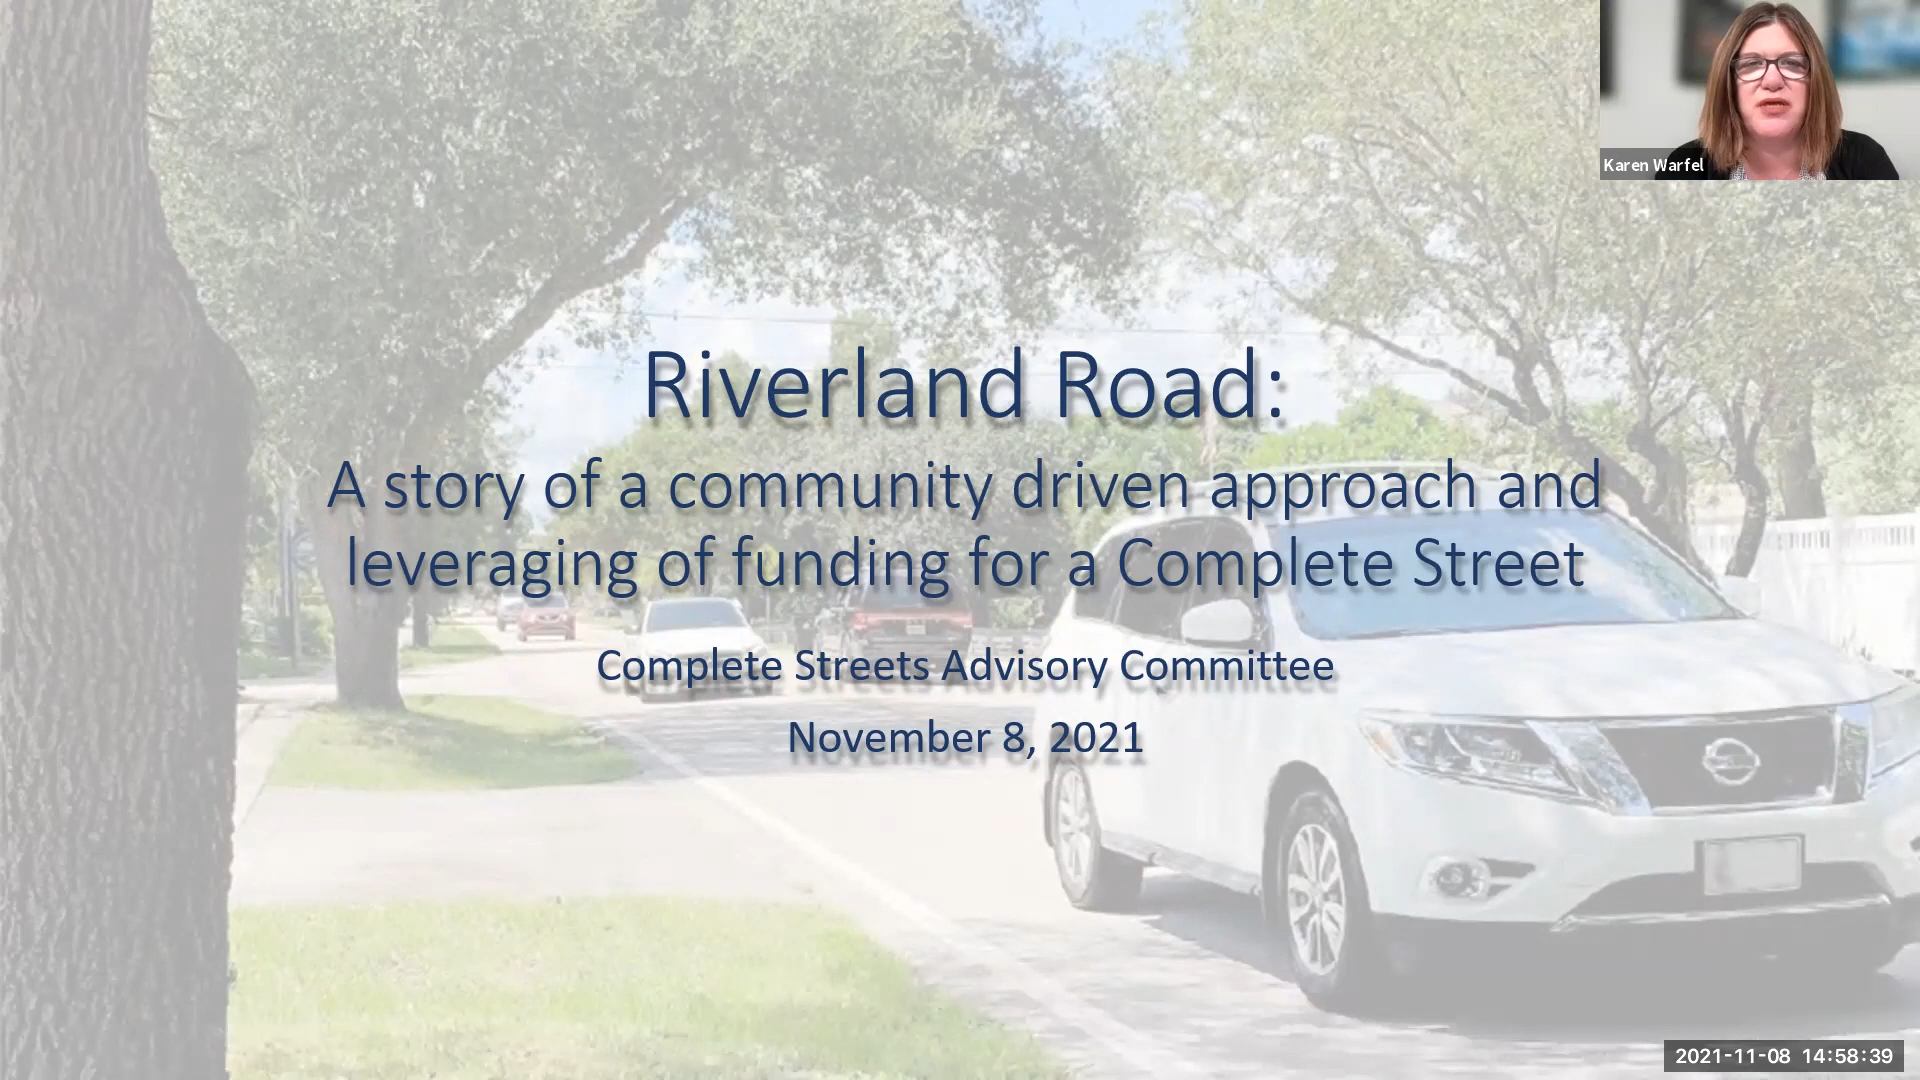 Karen Warfel
Riverland Road:
A story of a community driven approach and
leveraging of funding for a Complete Street
Complete Streets Advisory Committee
November 8, 2021
2021-11-08 14:58:39